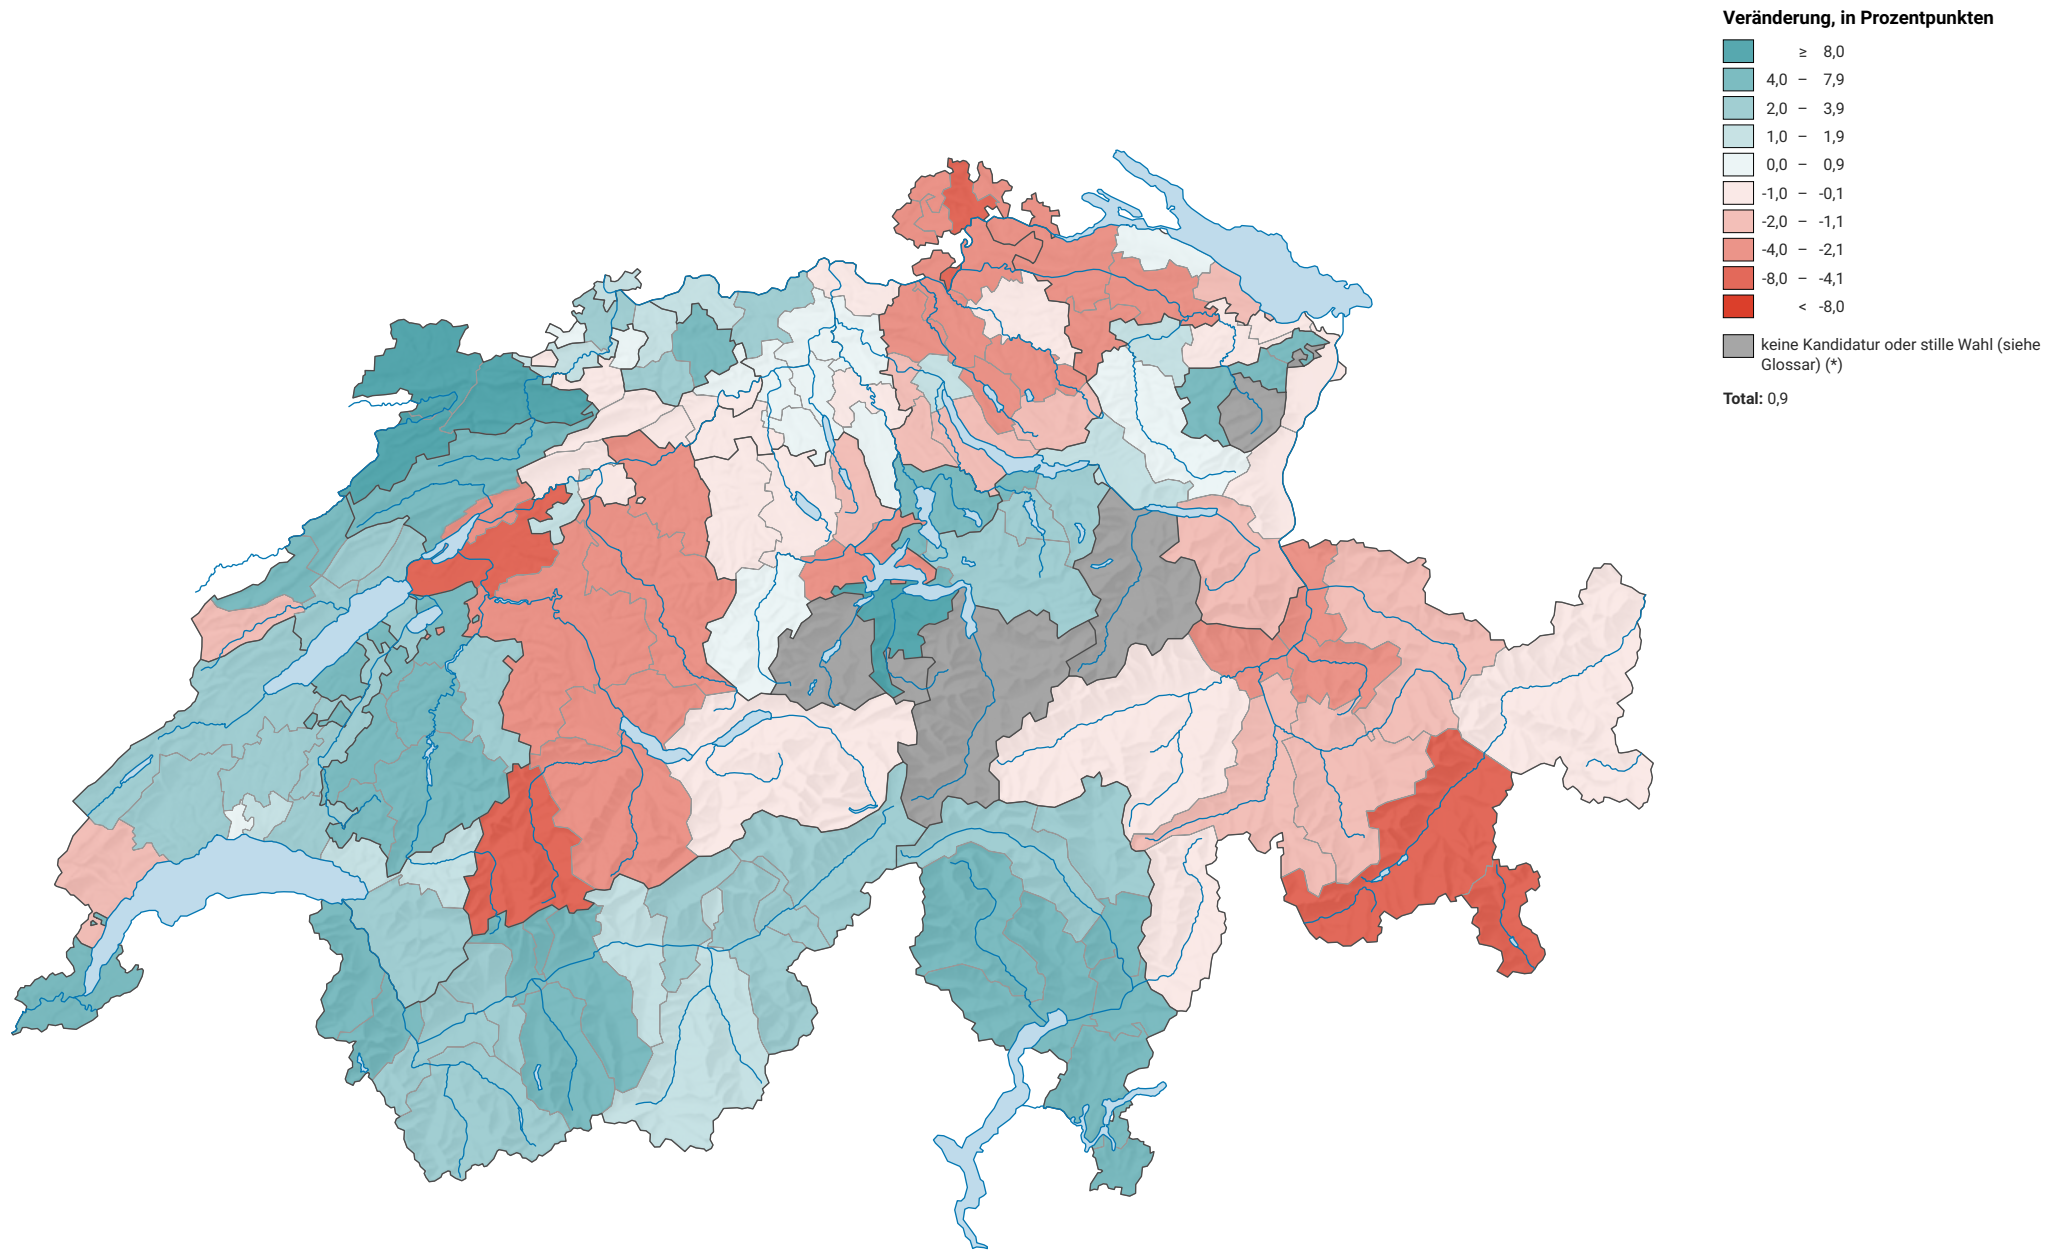 Veränderung, in Prozentpunkten
≥ 8,0
4,0 – 7,9
2,0 – 3,9
1,0 – 1,9
0,0 – 0,9
-1,0 – -0,1
-2,0 – -1,1
-4,0 – -2,1
-8,0 – -4,1
< -8,0
keine Kandidatur oder stille Wahl (siehe
Glossar) (*)
Total: 0,9